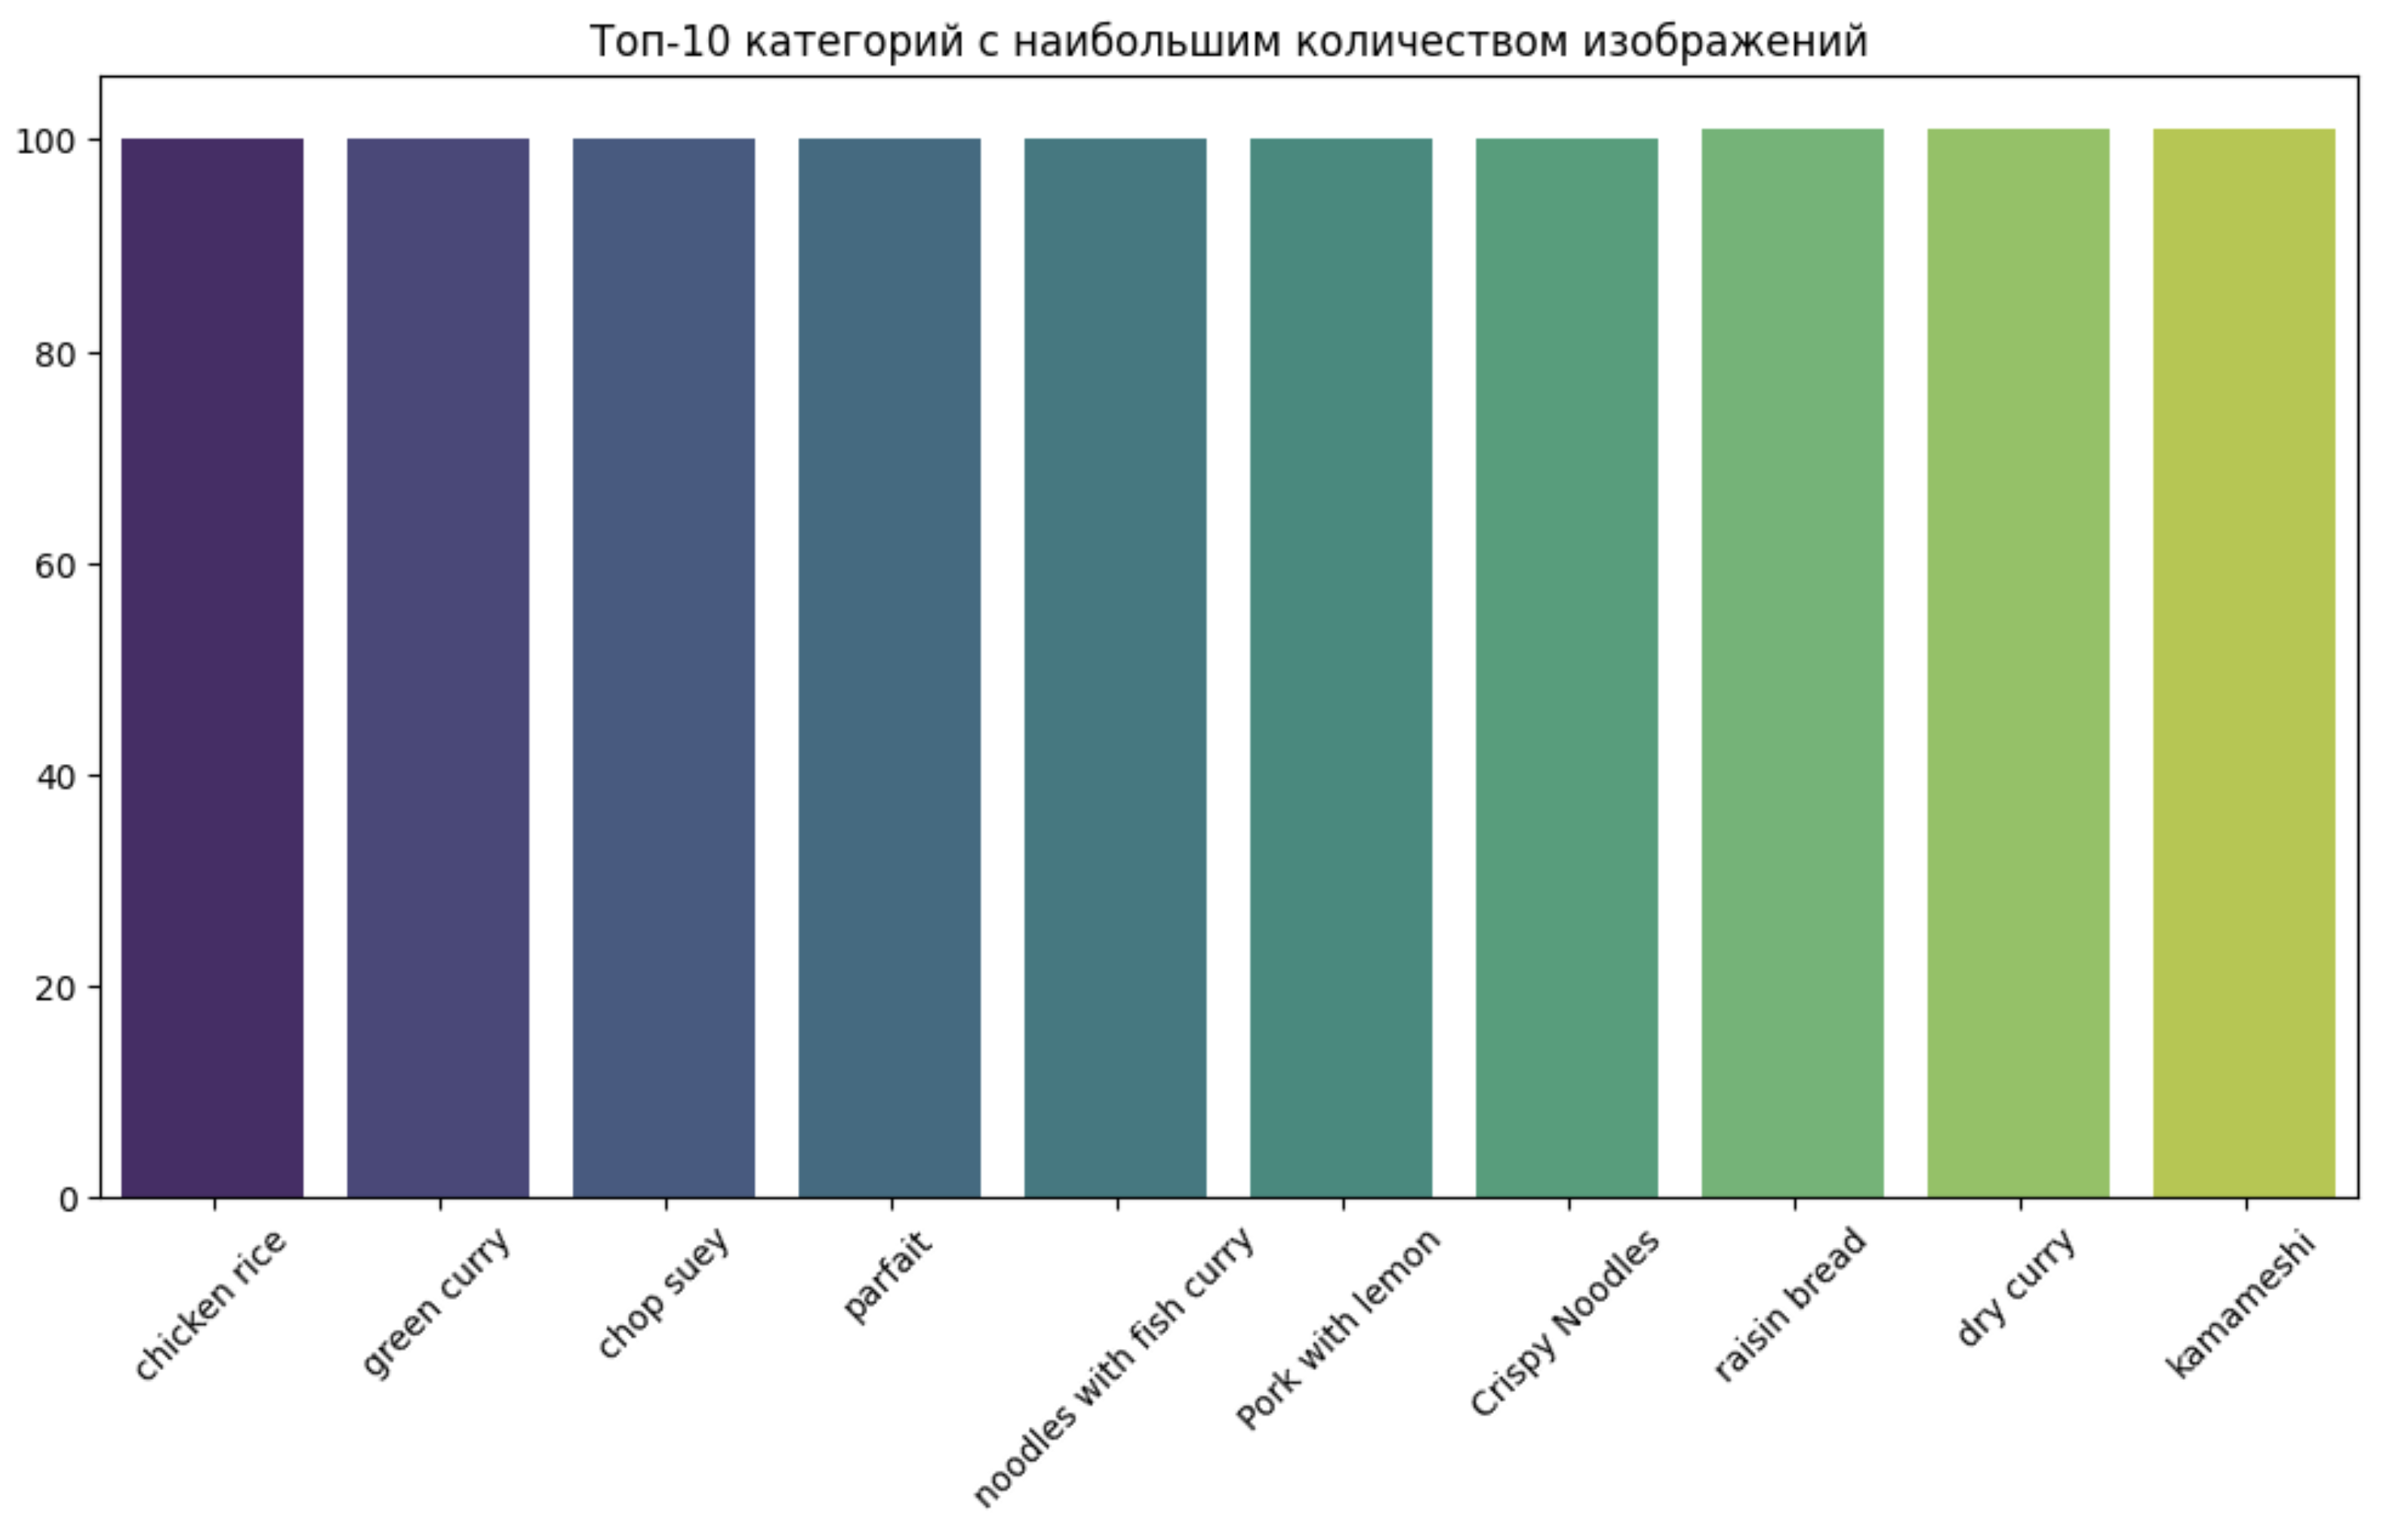 Топ-10 категорий с наибольшим количеством изображений
100
80
60
40
20
0
chicken rice
green curry
chop suey
parfait
noodles with fish curry
Pork with lemon
Crispy Noodles
raisin bread
dry curry
kamameshi